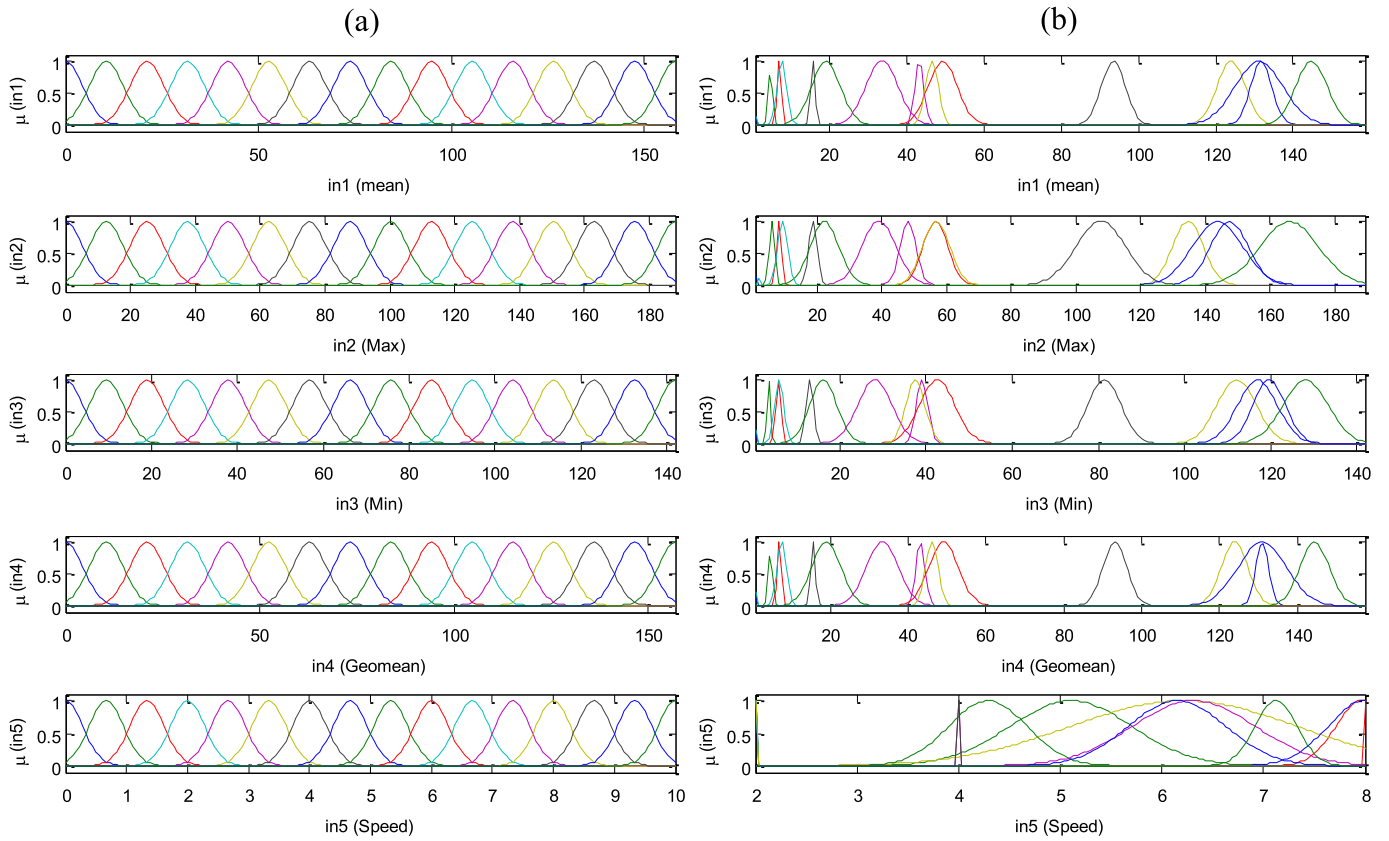 (a)
(b)
μ (in1)
1
0.5
0
0 50 100 150
in1 (mean)
μ (in1)
1
0.5
0
20 40 60 80 100 120 140
in1 (mean)
μ (in2)
1
0.5
0
0 20 40 60 80 100 120 140 160 180
in2 (Max)
μ (in2)
1
0.5
0
20 40 60 80 100 120 140 160 180
in2 (Max)
μ (in3)
1
0.5
0
0 20 40 60 80 100 120 140
in3 (Min)
μ (in3)
1
0.5
0
20 40 60 80 100 120 140
in3 (Min)
μ (in4)
1
0.5
0
0 50 100 150
in4 (Geomean)
μ (in4)
1
0.5
0
20 40 60 80 100 120 140
in4 (Geomean)
μ (in5)
1
0.5
0
0 1 2 3 4 5 6 7 8 9 10
in5 (Speed)
μ (in5)
1
0.5
0
2 3 4 5 6 7 8
in5 (Speed)